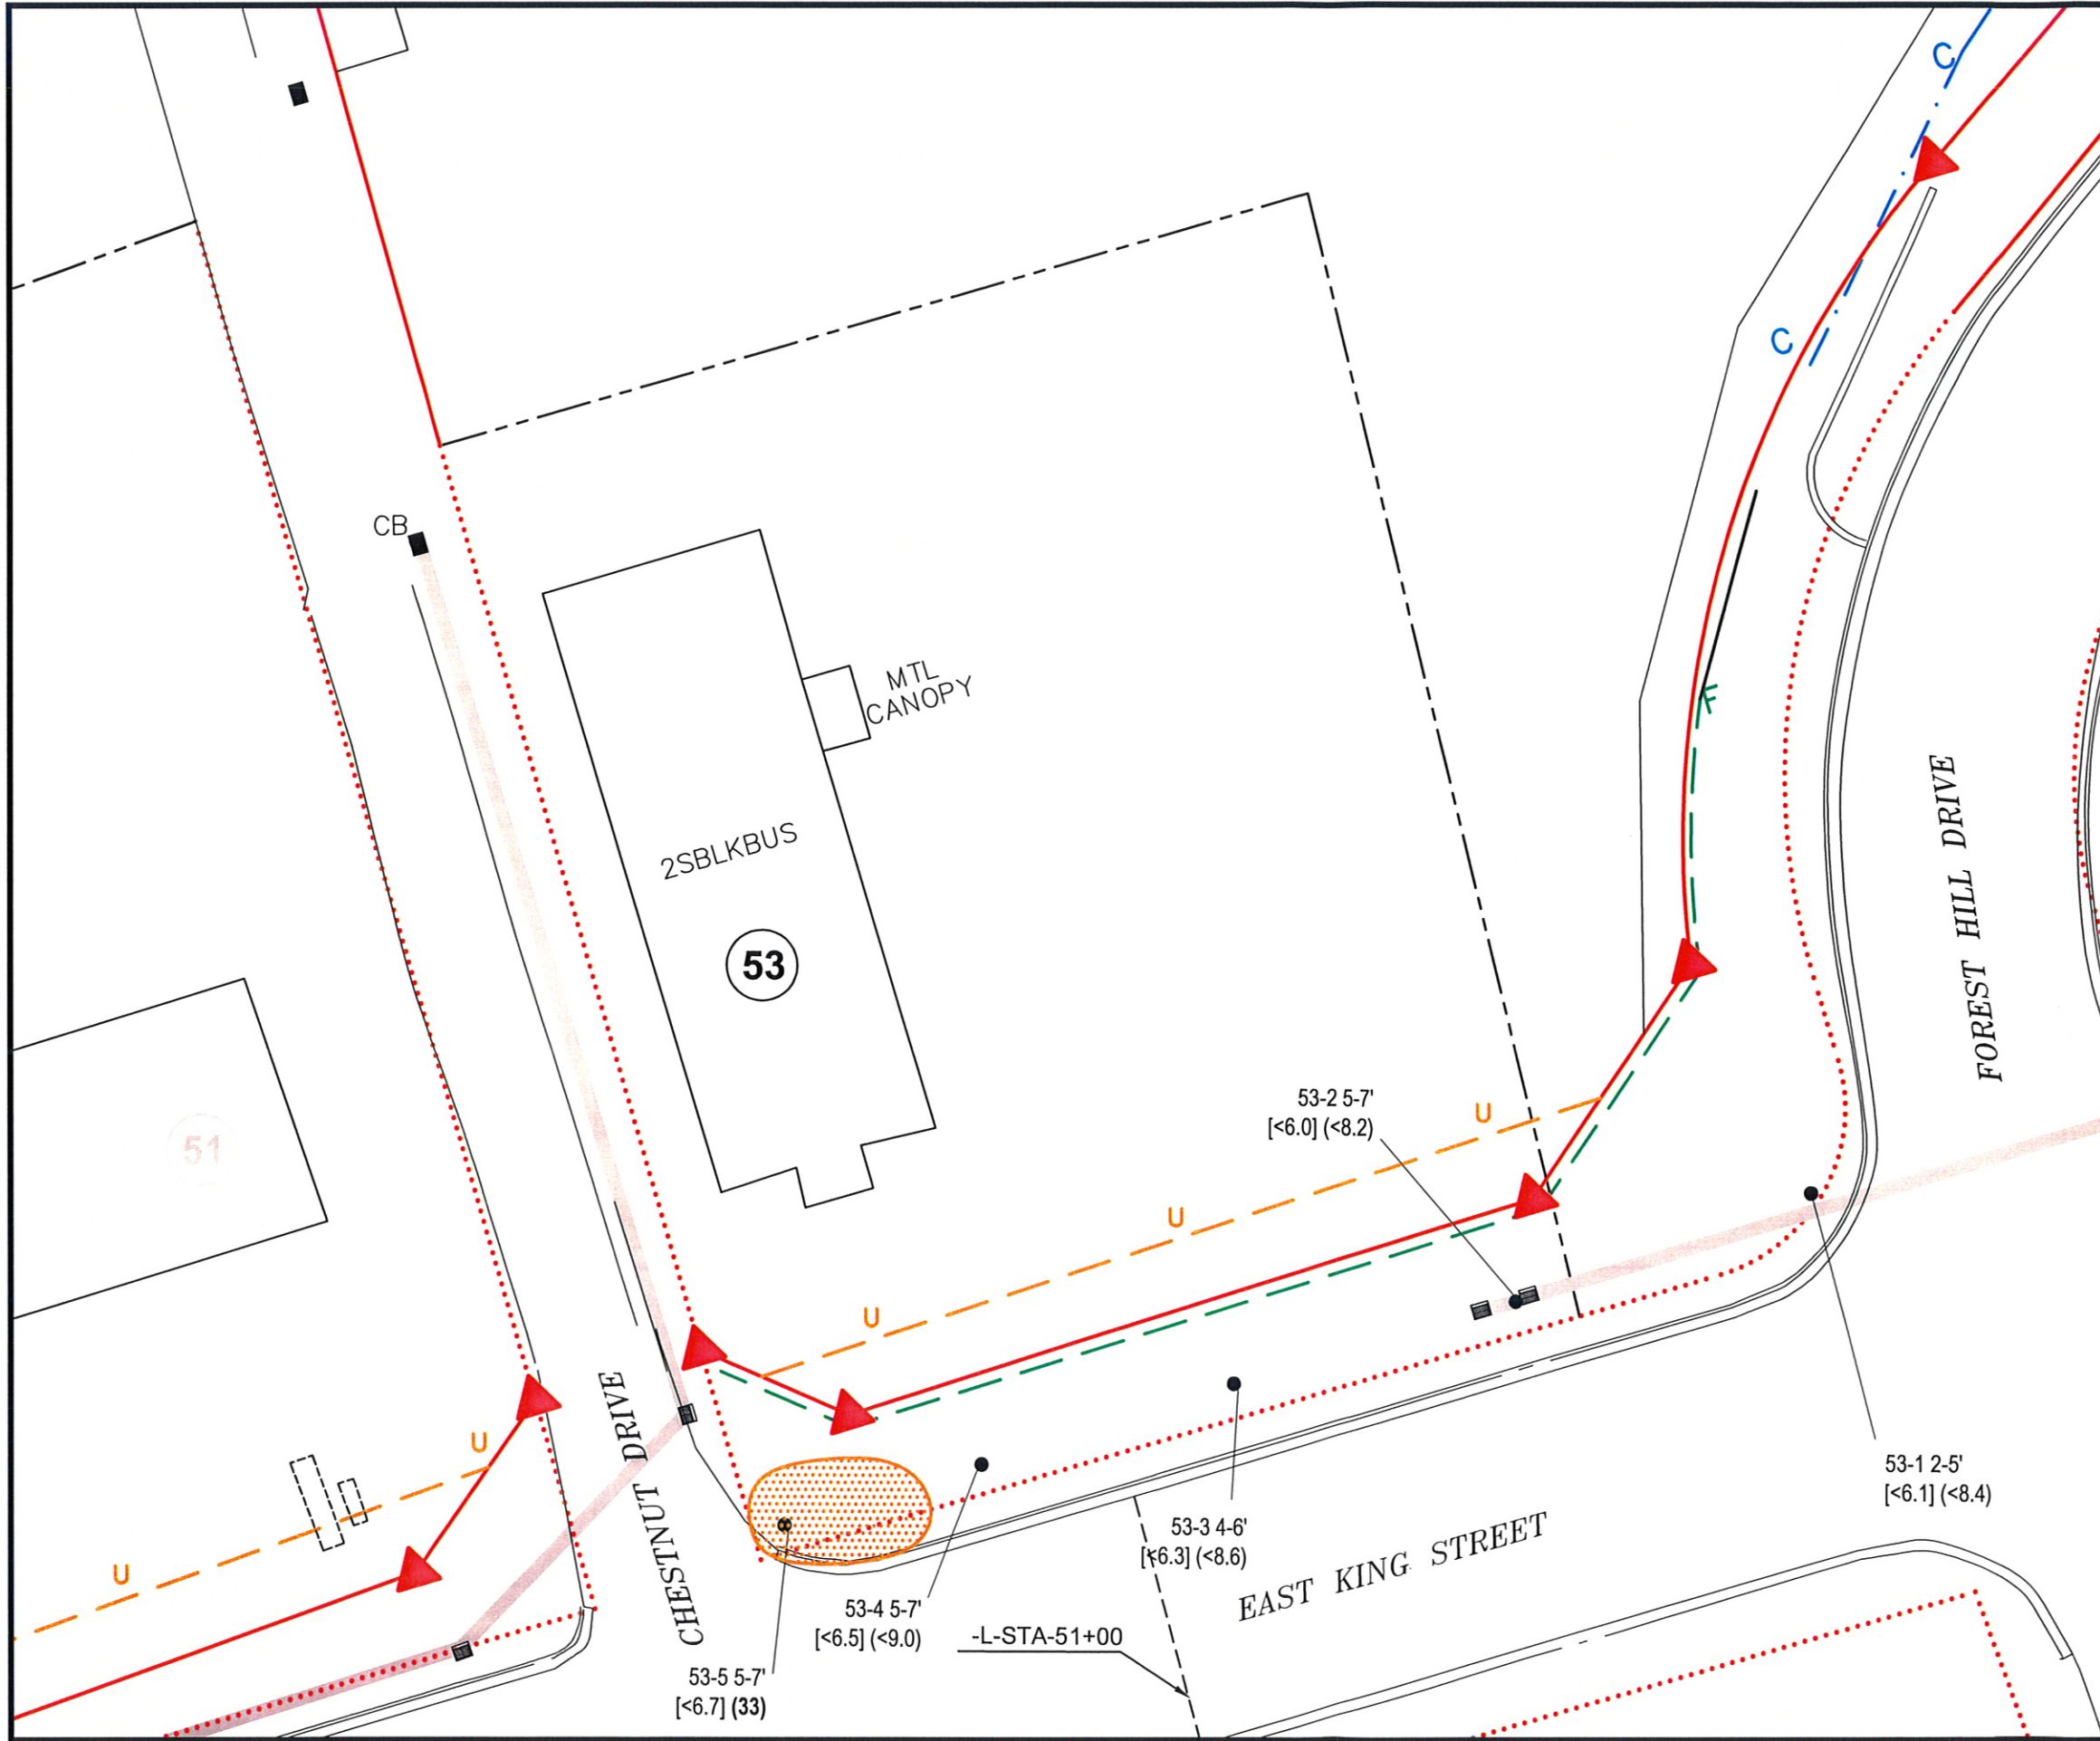 C
C
CB
MTL
CANOPY
F
2SBLKBUS
53
FOREST HILL DRIVE
51
53-2 5-7'
[<6.0] (<8.2)
U
U
U
U
U
CHESTNUT DRIVE
53-1 2-5'
[<6.1] (<8.4)
53-3 4-6'
[<6.3] (<8.6)
EAST KING STREET
53-4 5-7'
[<6.5] (<9.0)
-L-STA-51+00
53-5 5-7'
[<6.7] (33)